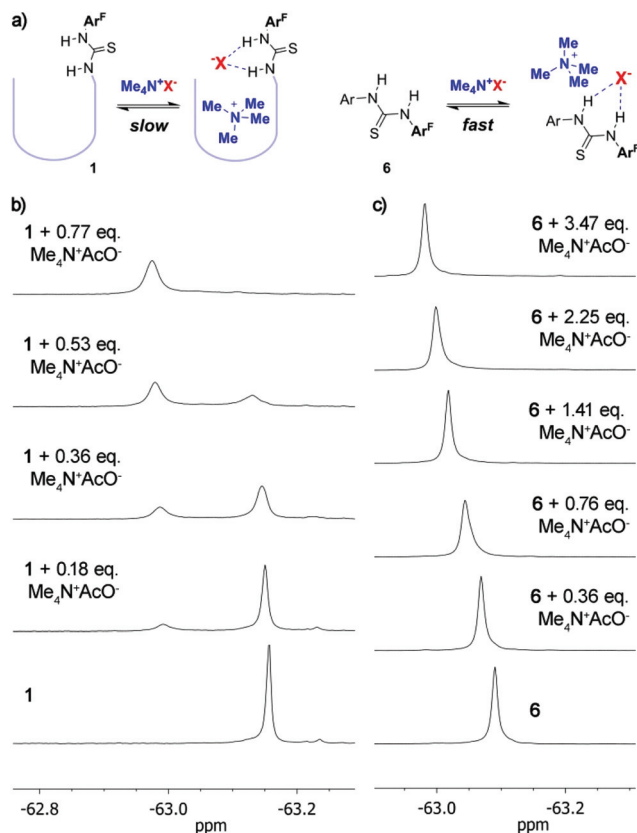 a)
Ar^F
H-N
S
N-H
1
Me₄N⁺X⁻
slow
Ar^F
H-N
S
⁻X
H-N
Me
Me-N⁺-Me
Me
Ar-N
H
H
N
S
Ar^F
6
Me₄N⁺X⁻
fast
Me
Me-N⁺-Me
Me
X⁻
H
H
Ar-N
N
S
Ar^F
b)
1 + 0.77 eq.
Me₄N⁺AcO⁻
1 + 0.53 eq.
Me₄N⁺AcO⁻
1 + 0.36 eq.
Me₄N⁺AcO⁻
1 + 0.18 eq.
Me₄N⁺AcO⁻
1
-62.8 -63.0 -63.2
ppm
c)
6 + 3.47 eq.
Me₄N⁺AcO⁻
6 + 2.25 eq.
Me₄N⁺AcO⁻
6 + 1.41 eq.
Me₄N⁺AcO⁻
6 + 0.76 eq.
Me₄N⁺AcO⁻
6 + 0.36 eq.
Me₄N⁺AcO⁻
6
-63.0 -63.2
ppm